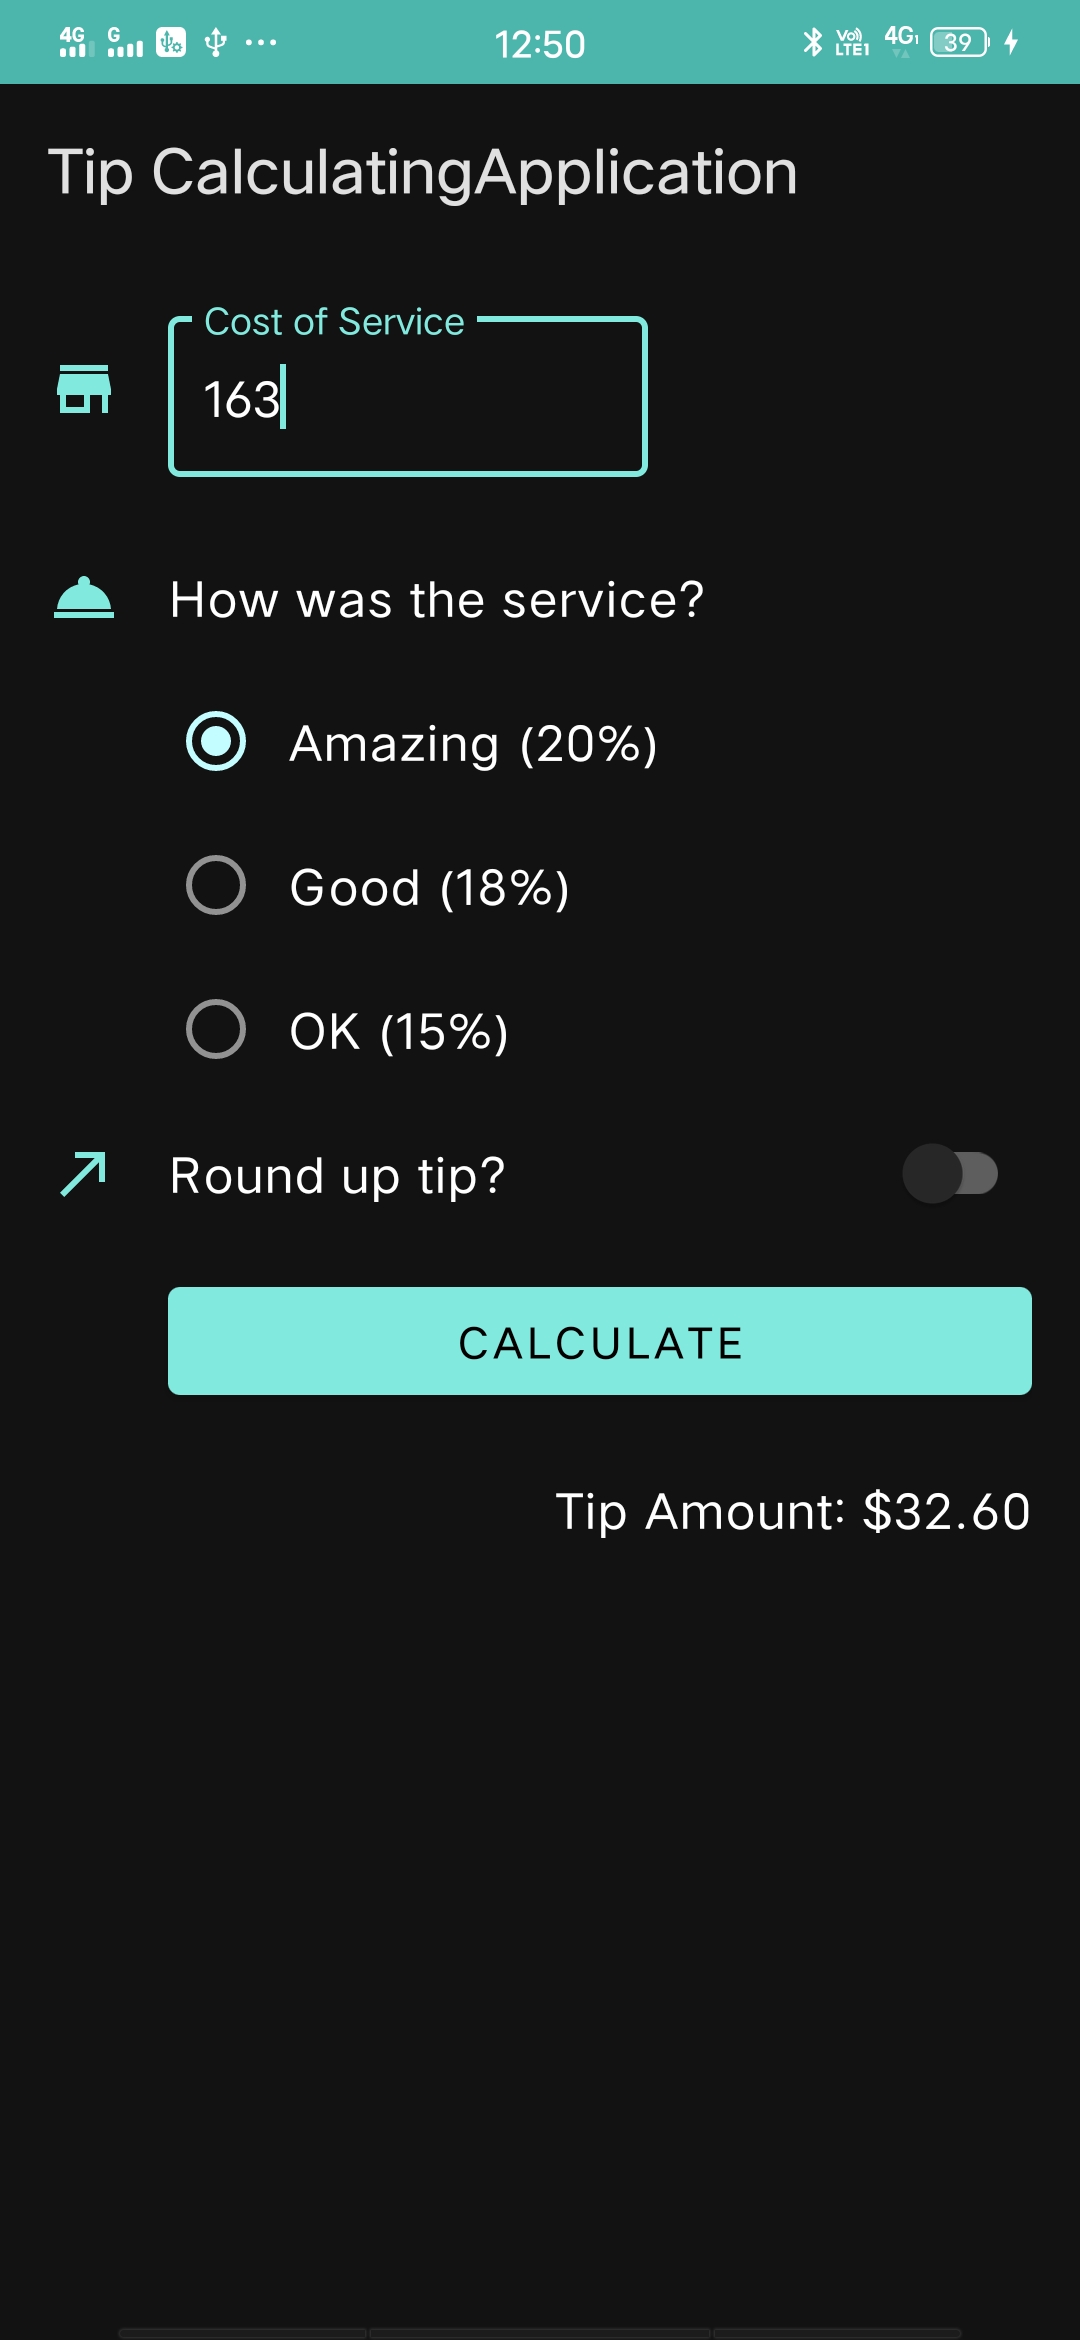 4G G 12:50 Vo)) LTE1 4G1 39
Tip CalculatingApplication
Cost of Service
163
How was the service?
Amazing (20%)
Good (18%)
OK (15%)
Round up tip?
CALCULATE
Tip Amount: $32.60